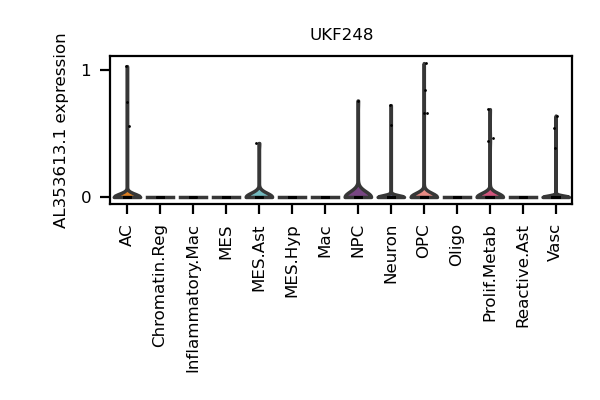 UKF248
AL353613.1 expression
1
0
AC
Chromatin.Reg
Inflammatory.Mac
MES
MES.Ast
MES.Hyp
Mac
NPC
Neuron
OPC
Oligo
Prolif.Metab
Reactive.Ast
Vasc